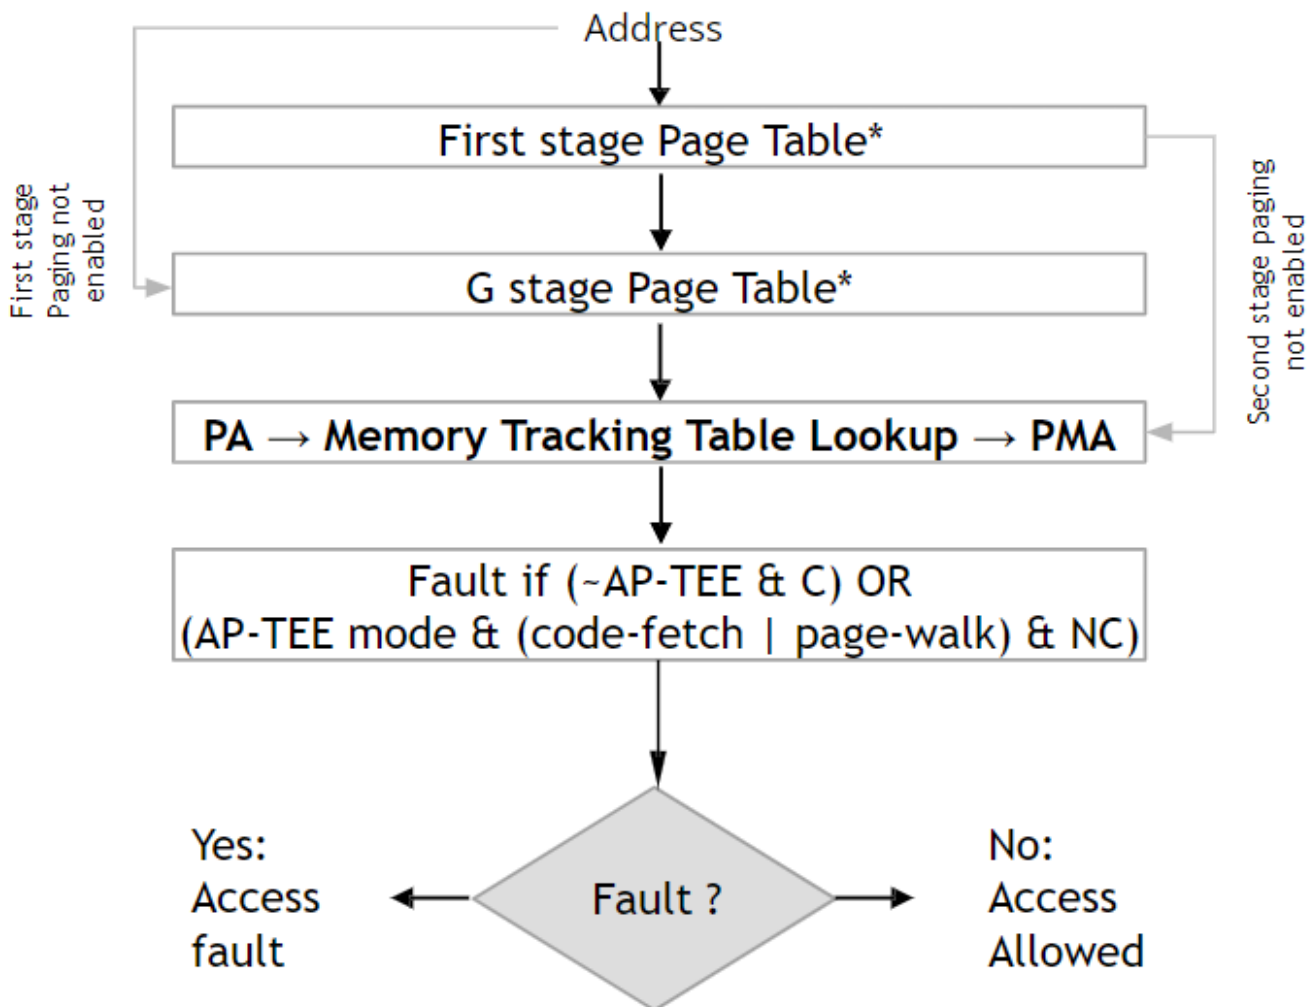 Address
First stage Page Table*
First stage
Paging not
enabled
G stage Page Table*
Second stage paging
not enabled
PA → Memory Tracking Table Lookup → PMA
Fault if (~AP-TEE & C) OR
(AP-TEE mode & (code-fetch | page-walk) & NC)
Yes:
Access
fault
Fault ?
No:
Access
Allowed